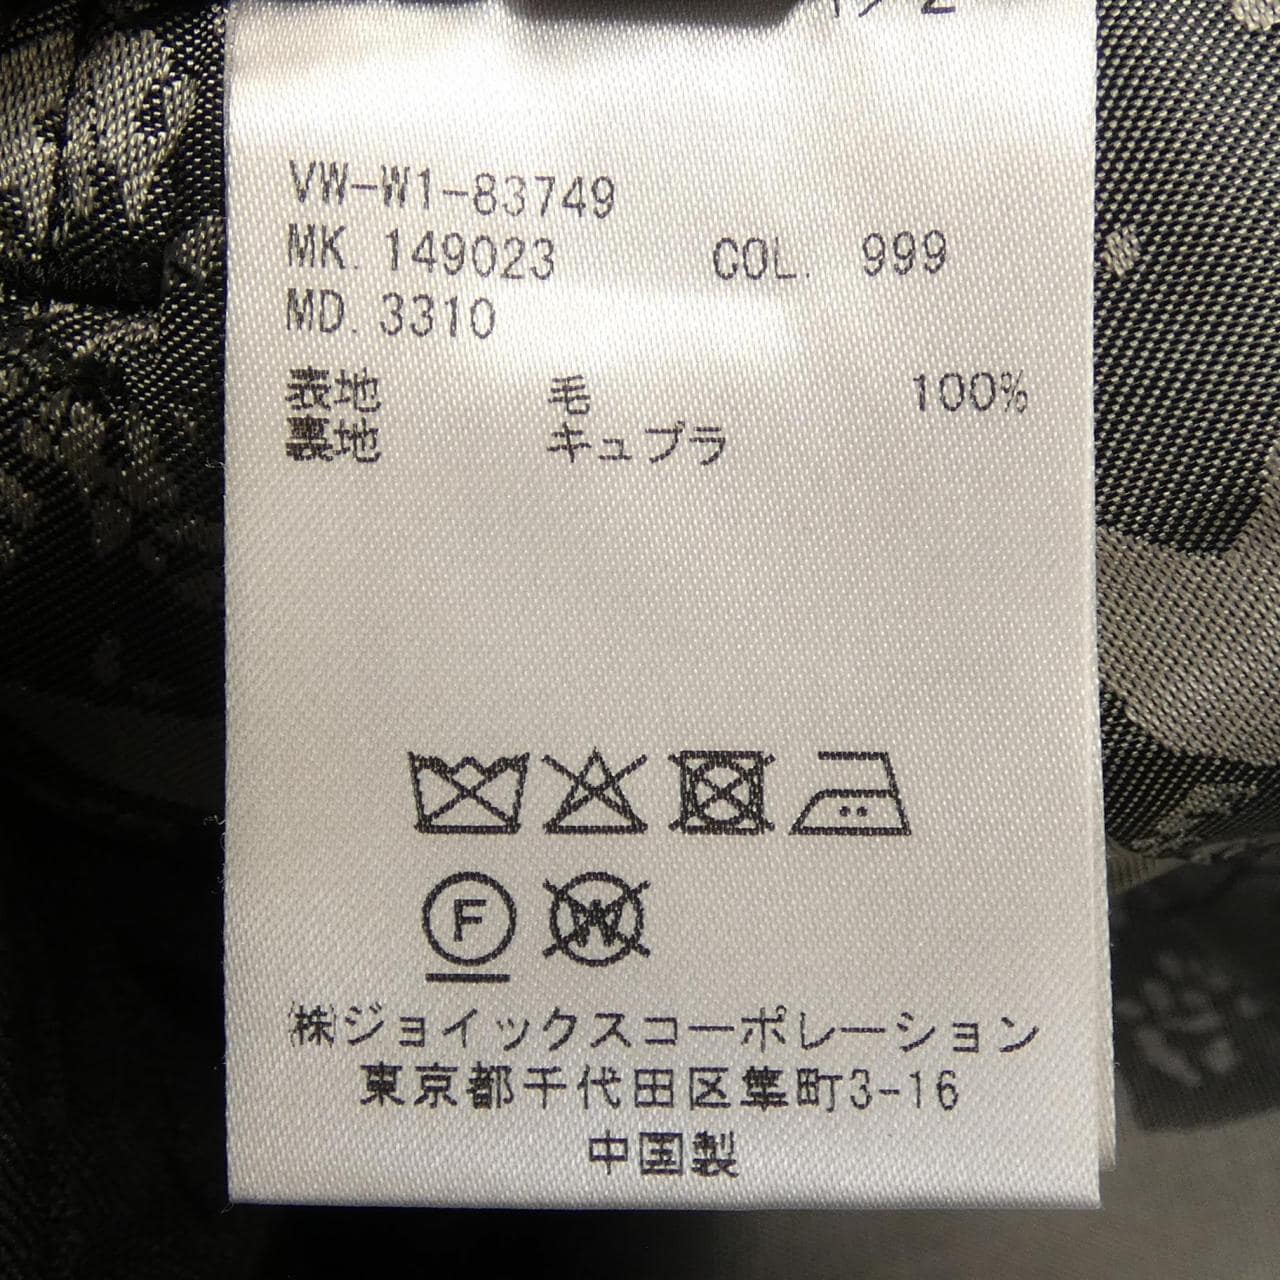 VW-W1-83749
MK. 149023 COL. 999
MD. 3310
表地 毛 100%
裏地 キュプラ
F
W
㈱ジョイックスコーポレーション
東京都千代田区隼町3-16
中国製